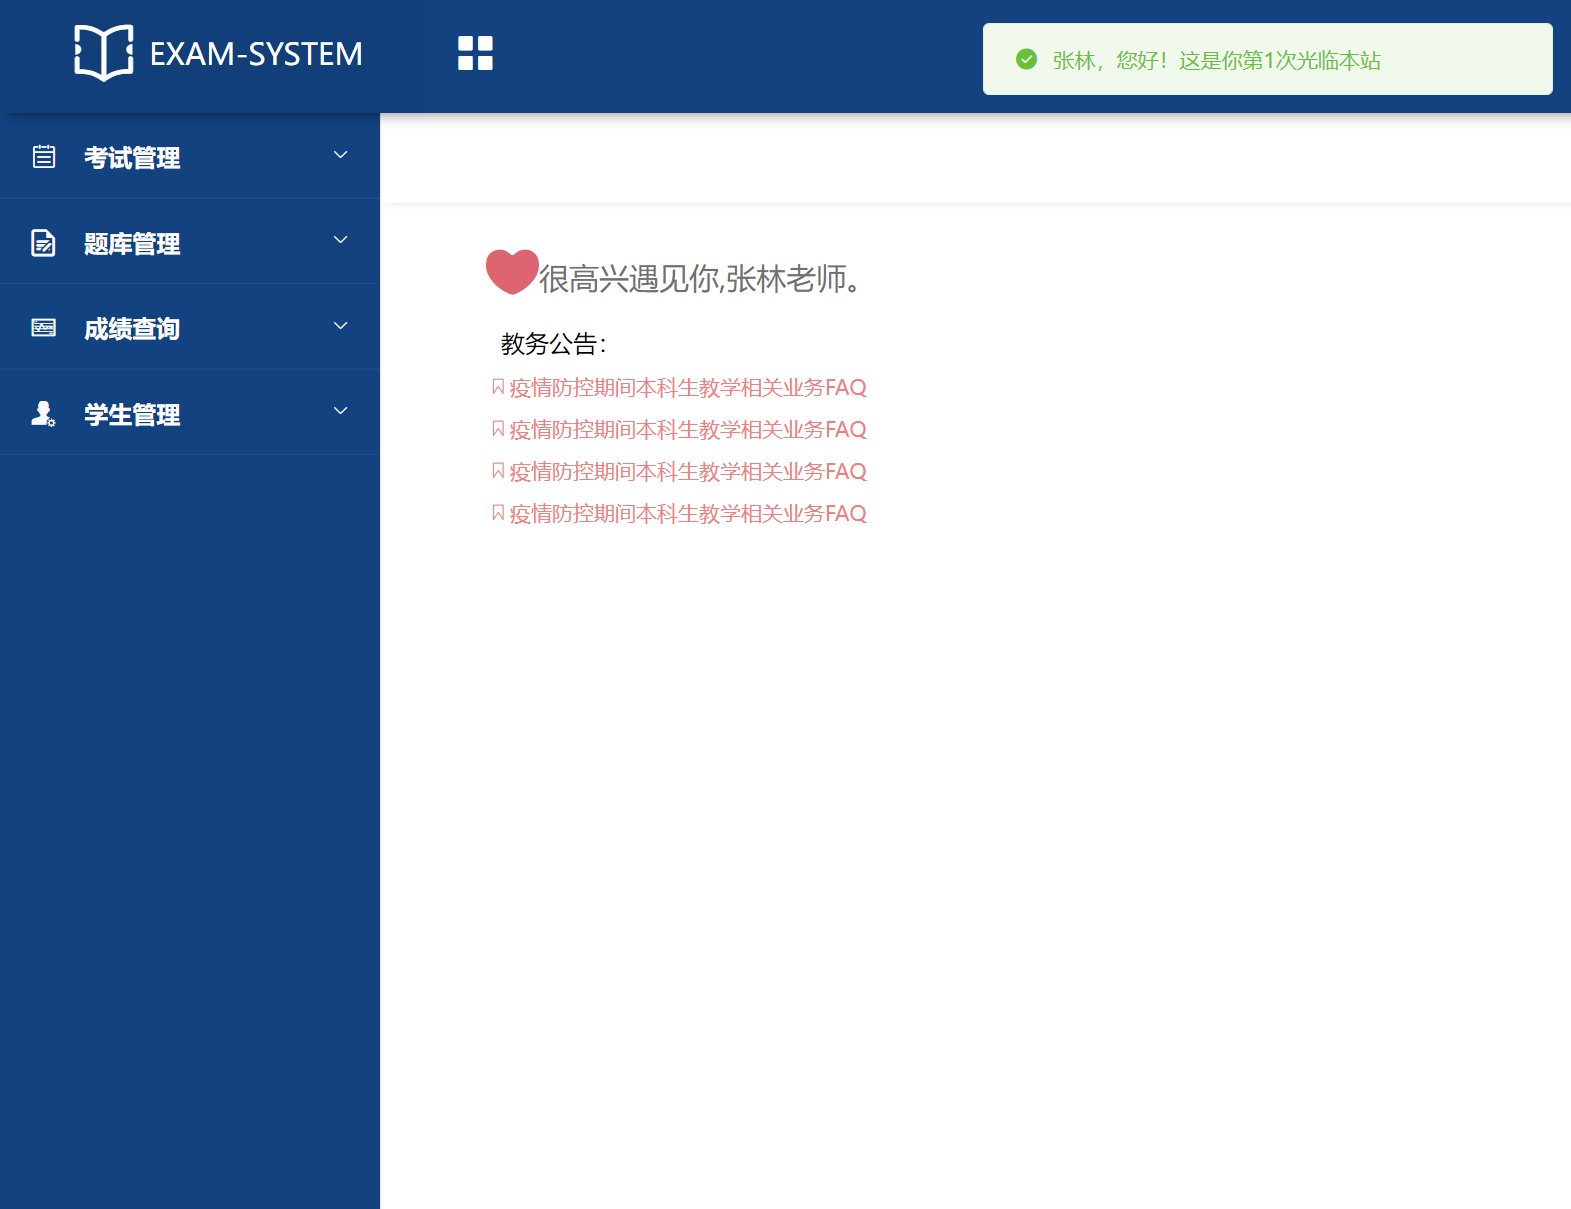 EXAM-SYSTEM
张林，您好！这是你第1次光临本站
考试管理
题库管理
成绩查询
学生管理
很高兴遇见你,张林老师。
教务公告：
疫情防控期间本科生教学相关业务FAQ
疫情防控期间本科生教学相关业务FAQ
疫情防控期间本科生教学相关业务FAQ
疫情防控期间本科生教学相关业务FAQ